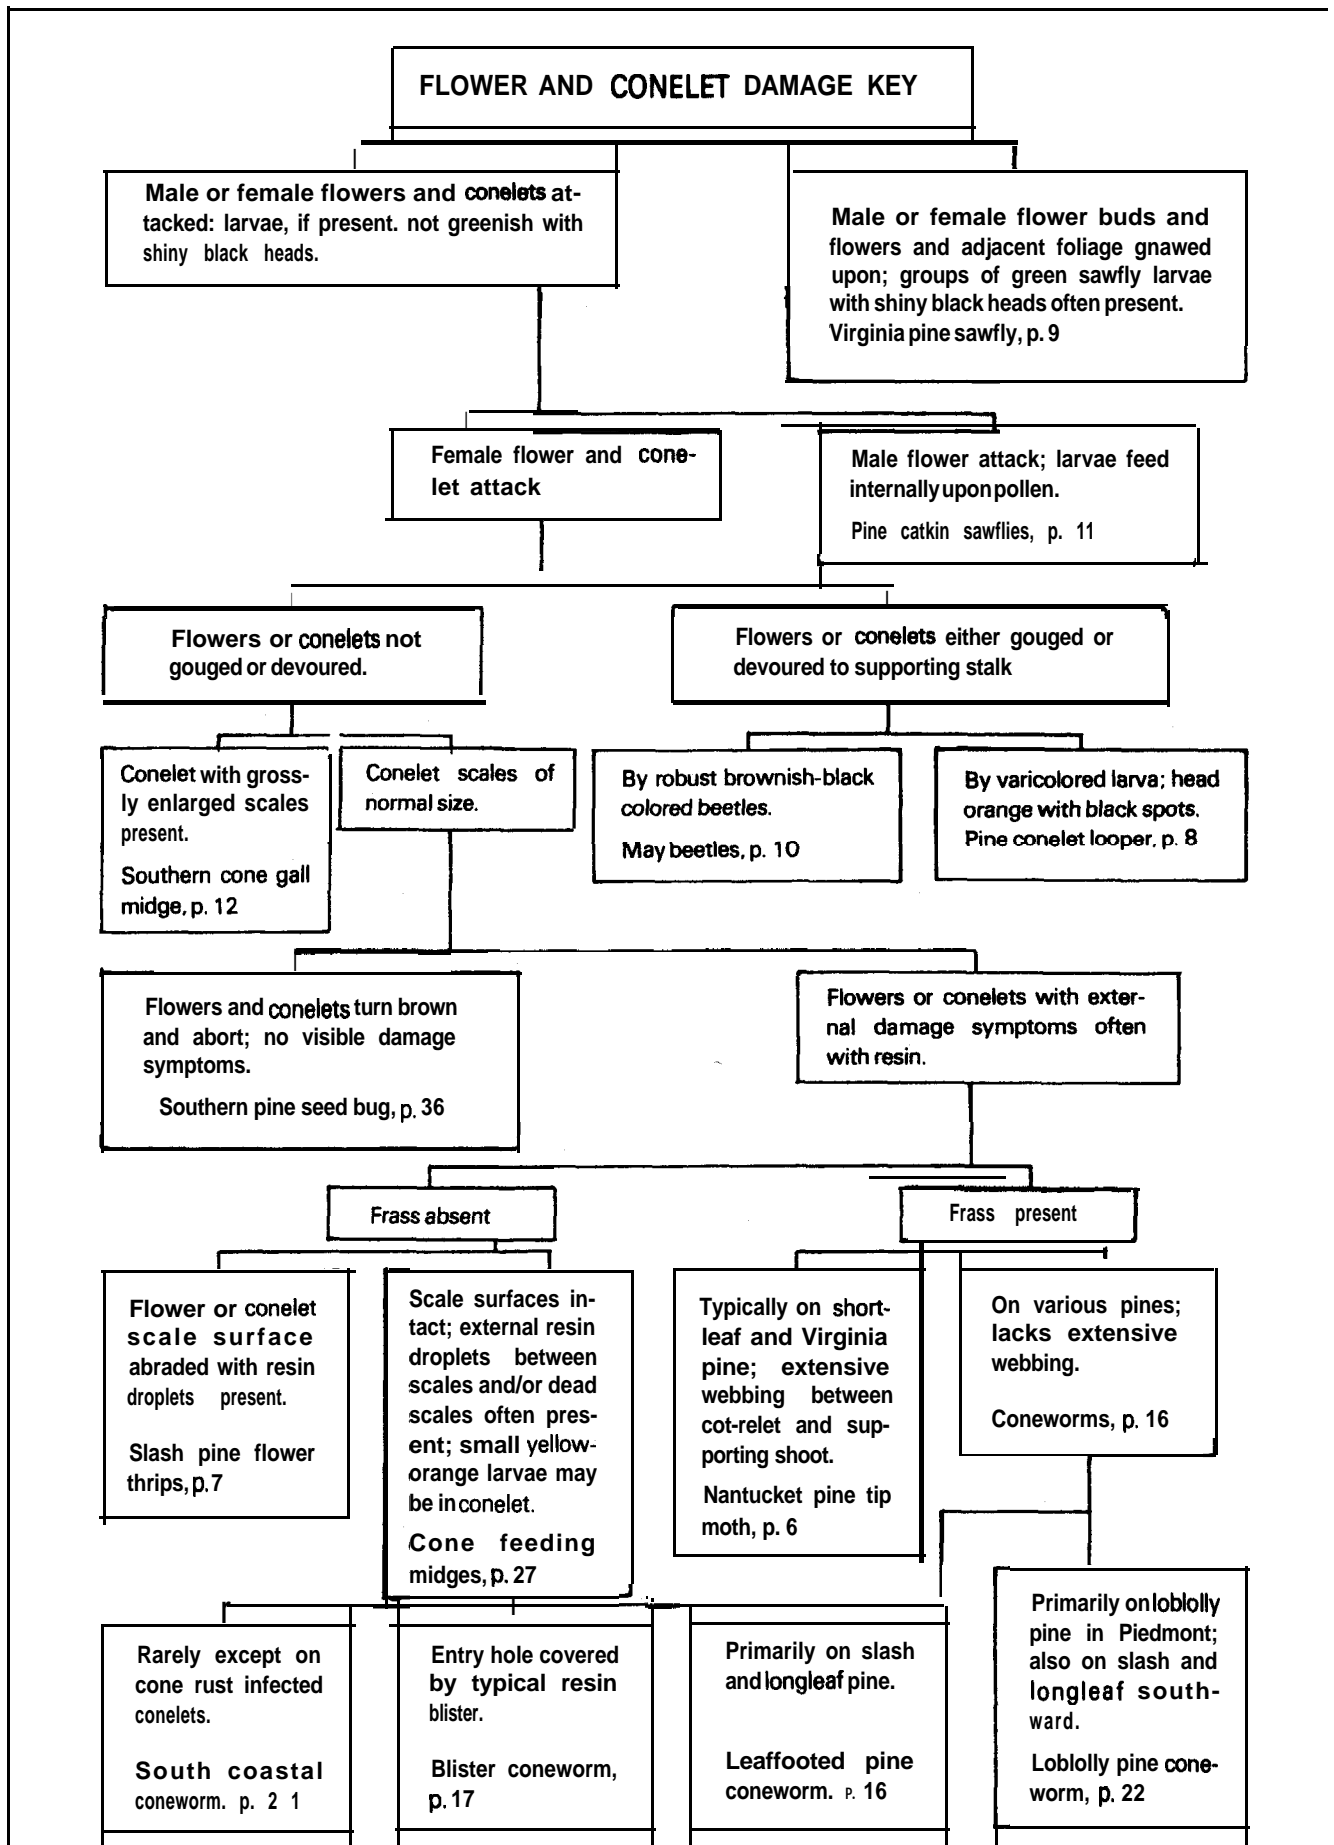 FLOWER AND CONELET DAMAGE KEY
Male or female flowers and conelets at-
tacked: larvae, if present. not greenish with
shiny black heads.
Male or female flower buds and
flowers and adjacent foliage gnawed
upon; groups of green sawfly larvae
with shiny black heads often present.
Virginia pine sawfly, p. 9
Female flower and cone-
let attack
Male flower attack; larvae feed
internally upon pollen.
Pine catkin sawflies, p. 11
Flowers or conelets not
gouged or devoured.
Flowers or conelets either gouged or
devoured to supporting stalk
Conelet with gross-
ly enlarged scales
present.
Southern cone gall
midge, p. 12
Conelet scales of
normal size.
By robust brownish-black
colored beetles.
May beetles, p. 10
By varicolored larva; head
orange with black spots.
Pine conelet looper, p. 8
Flowers and conelets turn brown
and abort; no visible damage
symptoms.
Southern pine seed bug, p. 36
Flowers or conelets with exter-
nal damage symptoms often
with resin.
Frass absent
Frass present
Flower or conelet
scale surface
abraded with resin
droplets present.
Slash pine flower
thrips, p. 7
Scale surfaces in-
tact; external resin
droplets between
scales and/or dead
scales often pres-
ent; small yellow-
orange larvae may
be in conelet.
Cone feeding
midges, p. 27
Typically on short-
leaf and Virginia
pine; extensive
webbing between
cot-relet and sup-
porting shoot.
Nantucket pine tip
moth, p. 6
On various pines;
lacks extensive
webbing.
Coneworms, p. 16
Rarely except on
cone rust infected
conelets.
South coastal
coneworm. p. 2 1
Entry hole covered
by typical resin
blister.
Blister coneworm,
p. 17
Primarily on slash
and longleaf pine.
Leaffooted pine
coneworm. P. 16
Primarily on loblolly
pine in Piedmont;
also on slash and
longleaf south-
ward.
Loblolly pine cone-
worm, p. 22